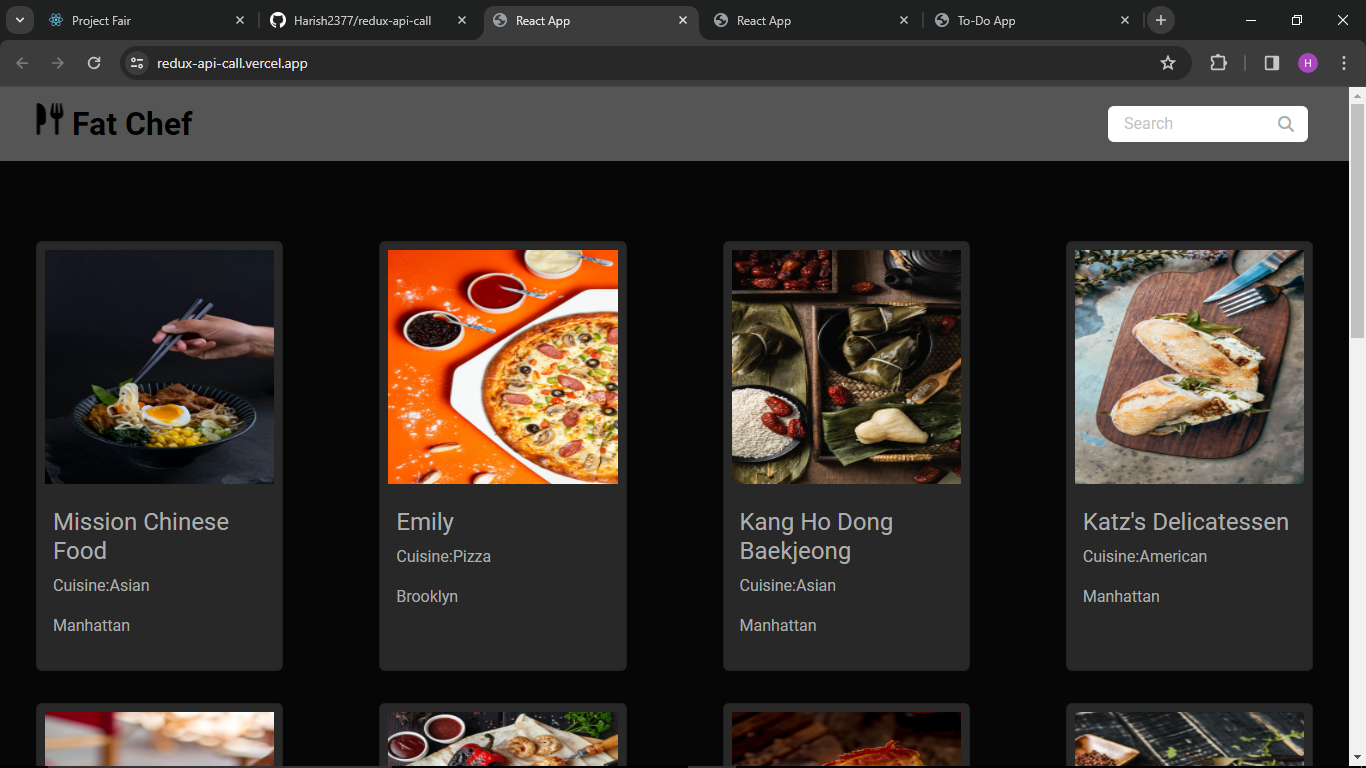 Project Fair
Harish2377/redux-api-call
React App
React App
To-Do App
redux-api-call.vercel.app
H
Fat Chef
Search
Mission Chinese
Food
Cuisine:Asian
Manhattan
Emily
Cuisine:Pizza
Brooklyn
Kang Ho Dong
Baekjeong
Cuisine:Asian
Manhattan
Katz's Delicatessen
Cuisine:American
Manhattan